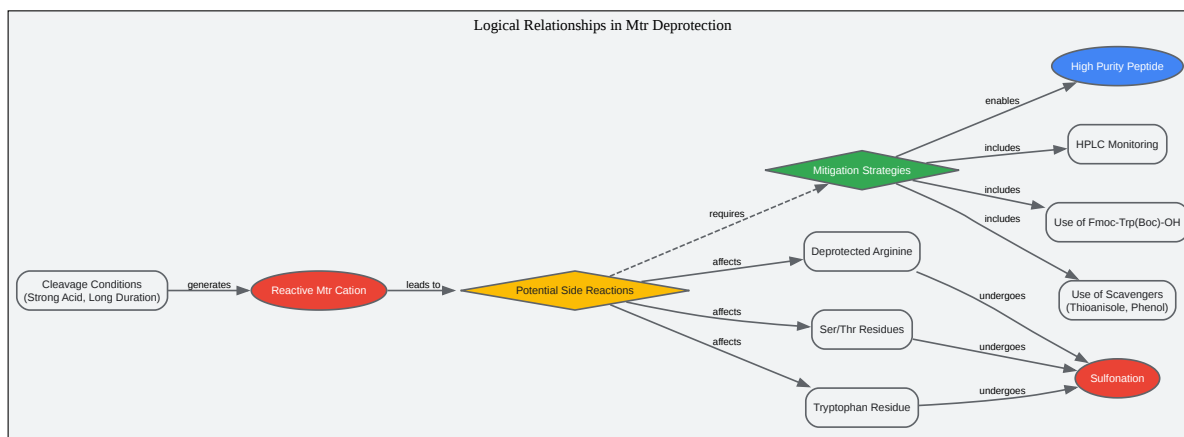 Logical Relationships in Mtr Deprotection
High Purity Peptide
enables
HPLC Monitoring
includes
Mitigation Strategies
includes
Use of Fmoc-Trp(Boc)-OH
requires
includes
Deprotected Arginine
affects
Cleavage Conditions
(Strong Acid, Long Duration)
generates
Reactive Mtr Cation
leads to
Potential Side Reactions
undergoes
Use of Scavengers
(Thioanisole, Phenol)
affects
Ser/Thr Residues
affects
undergoes
Sulfonation
undergoes
Tryptophan Residue